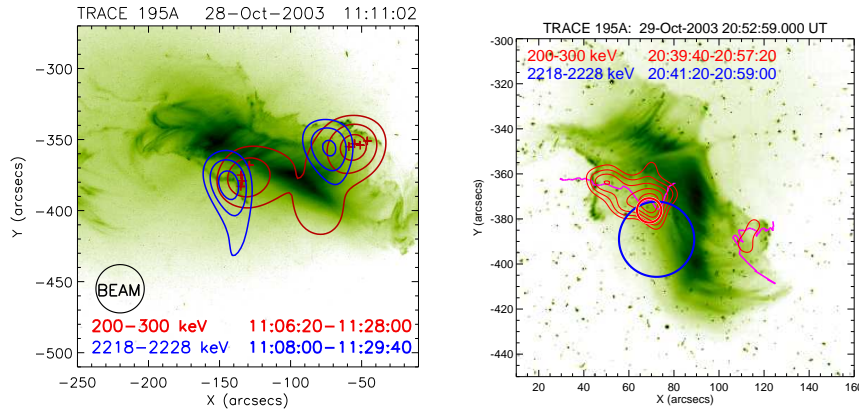 TRACE 195A 28-Oct-2003 11:11:02
-300
-350
-400
-450
-500
Y (arcsecs)
BEAM
200-300 keV 11:06:20-11:28:00
2218-2228 keV 11:08:00-11:29:40
-250 -200 -150 -100 -50
X (arcsecs)
TRACE 195A: 29-Oct-2003 20:52:59.000 UT
200-300 keV 20:39:40-20:57:20
2218-2228 keV 20:41:20-20:59:00
-300
-320
-340
-360
-380
-400
-420
-440
-450
Y (arcsecs)
20 40 60 80 100 120 140 160
X (arcsecs)